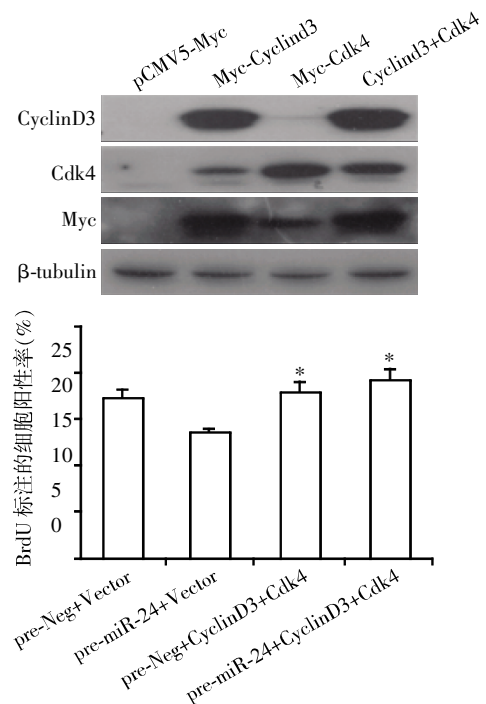 pCMV5-Myc
Myc-Cyclind3
Myc-Cdk4
Cyclind3+Cdk4
CyclinD3
Cdk4
Myc
β-tubulin
BrdU 标注的细胞阳性率(%)
25
20
15
10
5
0
*
*
pre-Neg+Vector
pre-miR-24+Vector
pre-Neg+CyclinD3+Cdk4
pre-miR-24+CyclinD3+Cdk4